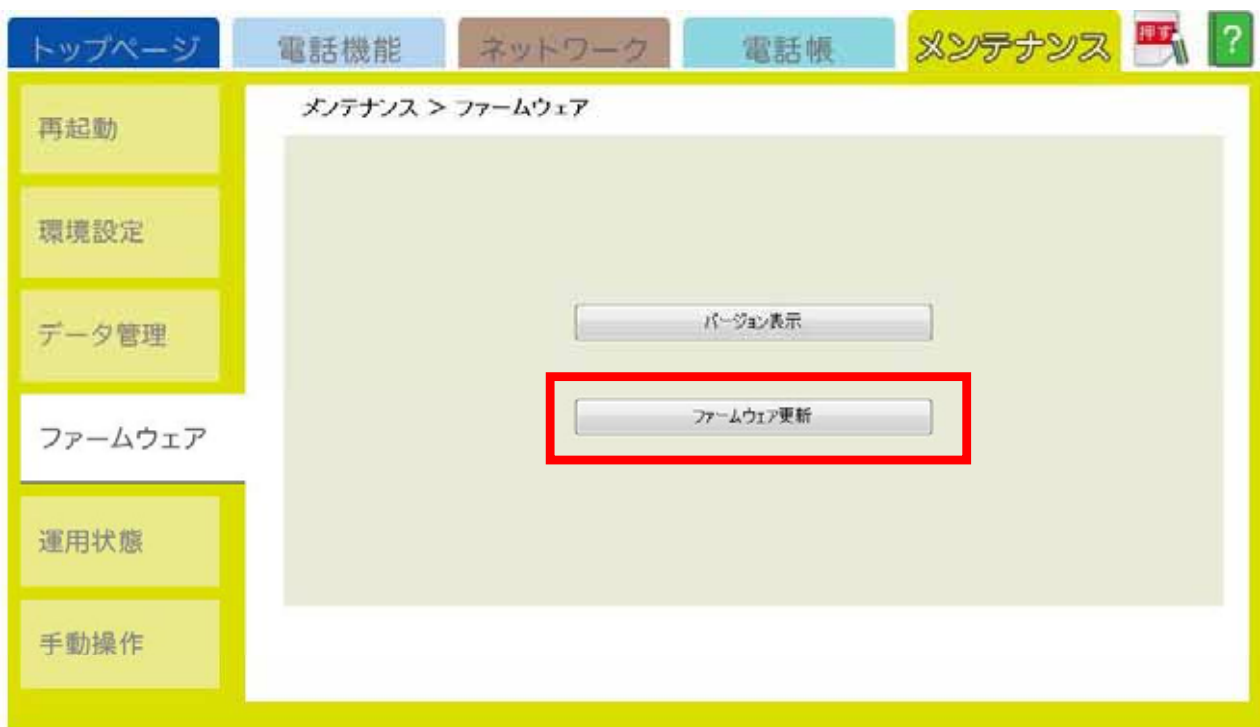 トップページ 電話機能 ネットワーク 電話帳 メンテナンス 押す ?
メンテナンス > ファームウェア
再起動
環境設定
データ管理
ファームウェア
運用状態
手動操作
バージョン表示
ファームウェア更新